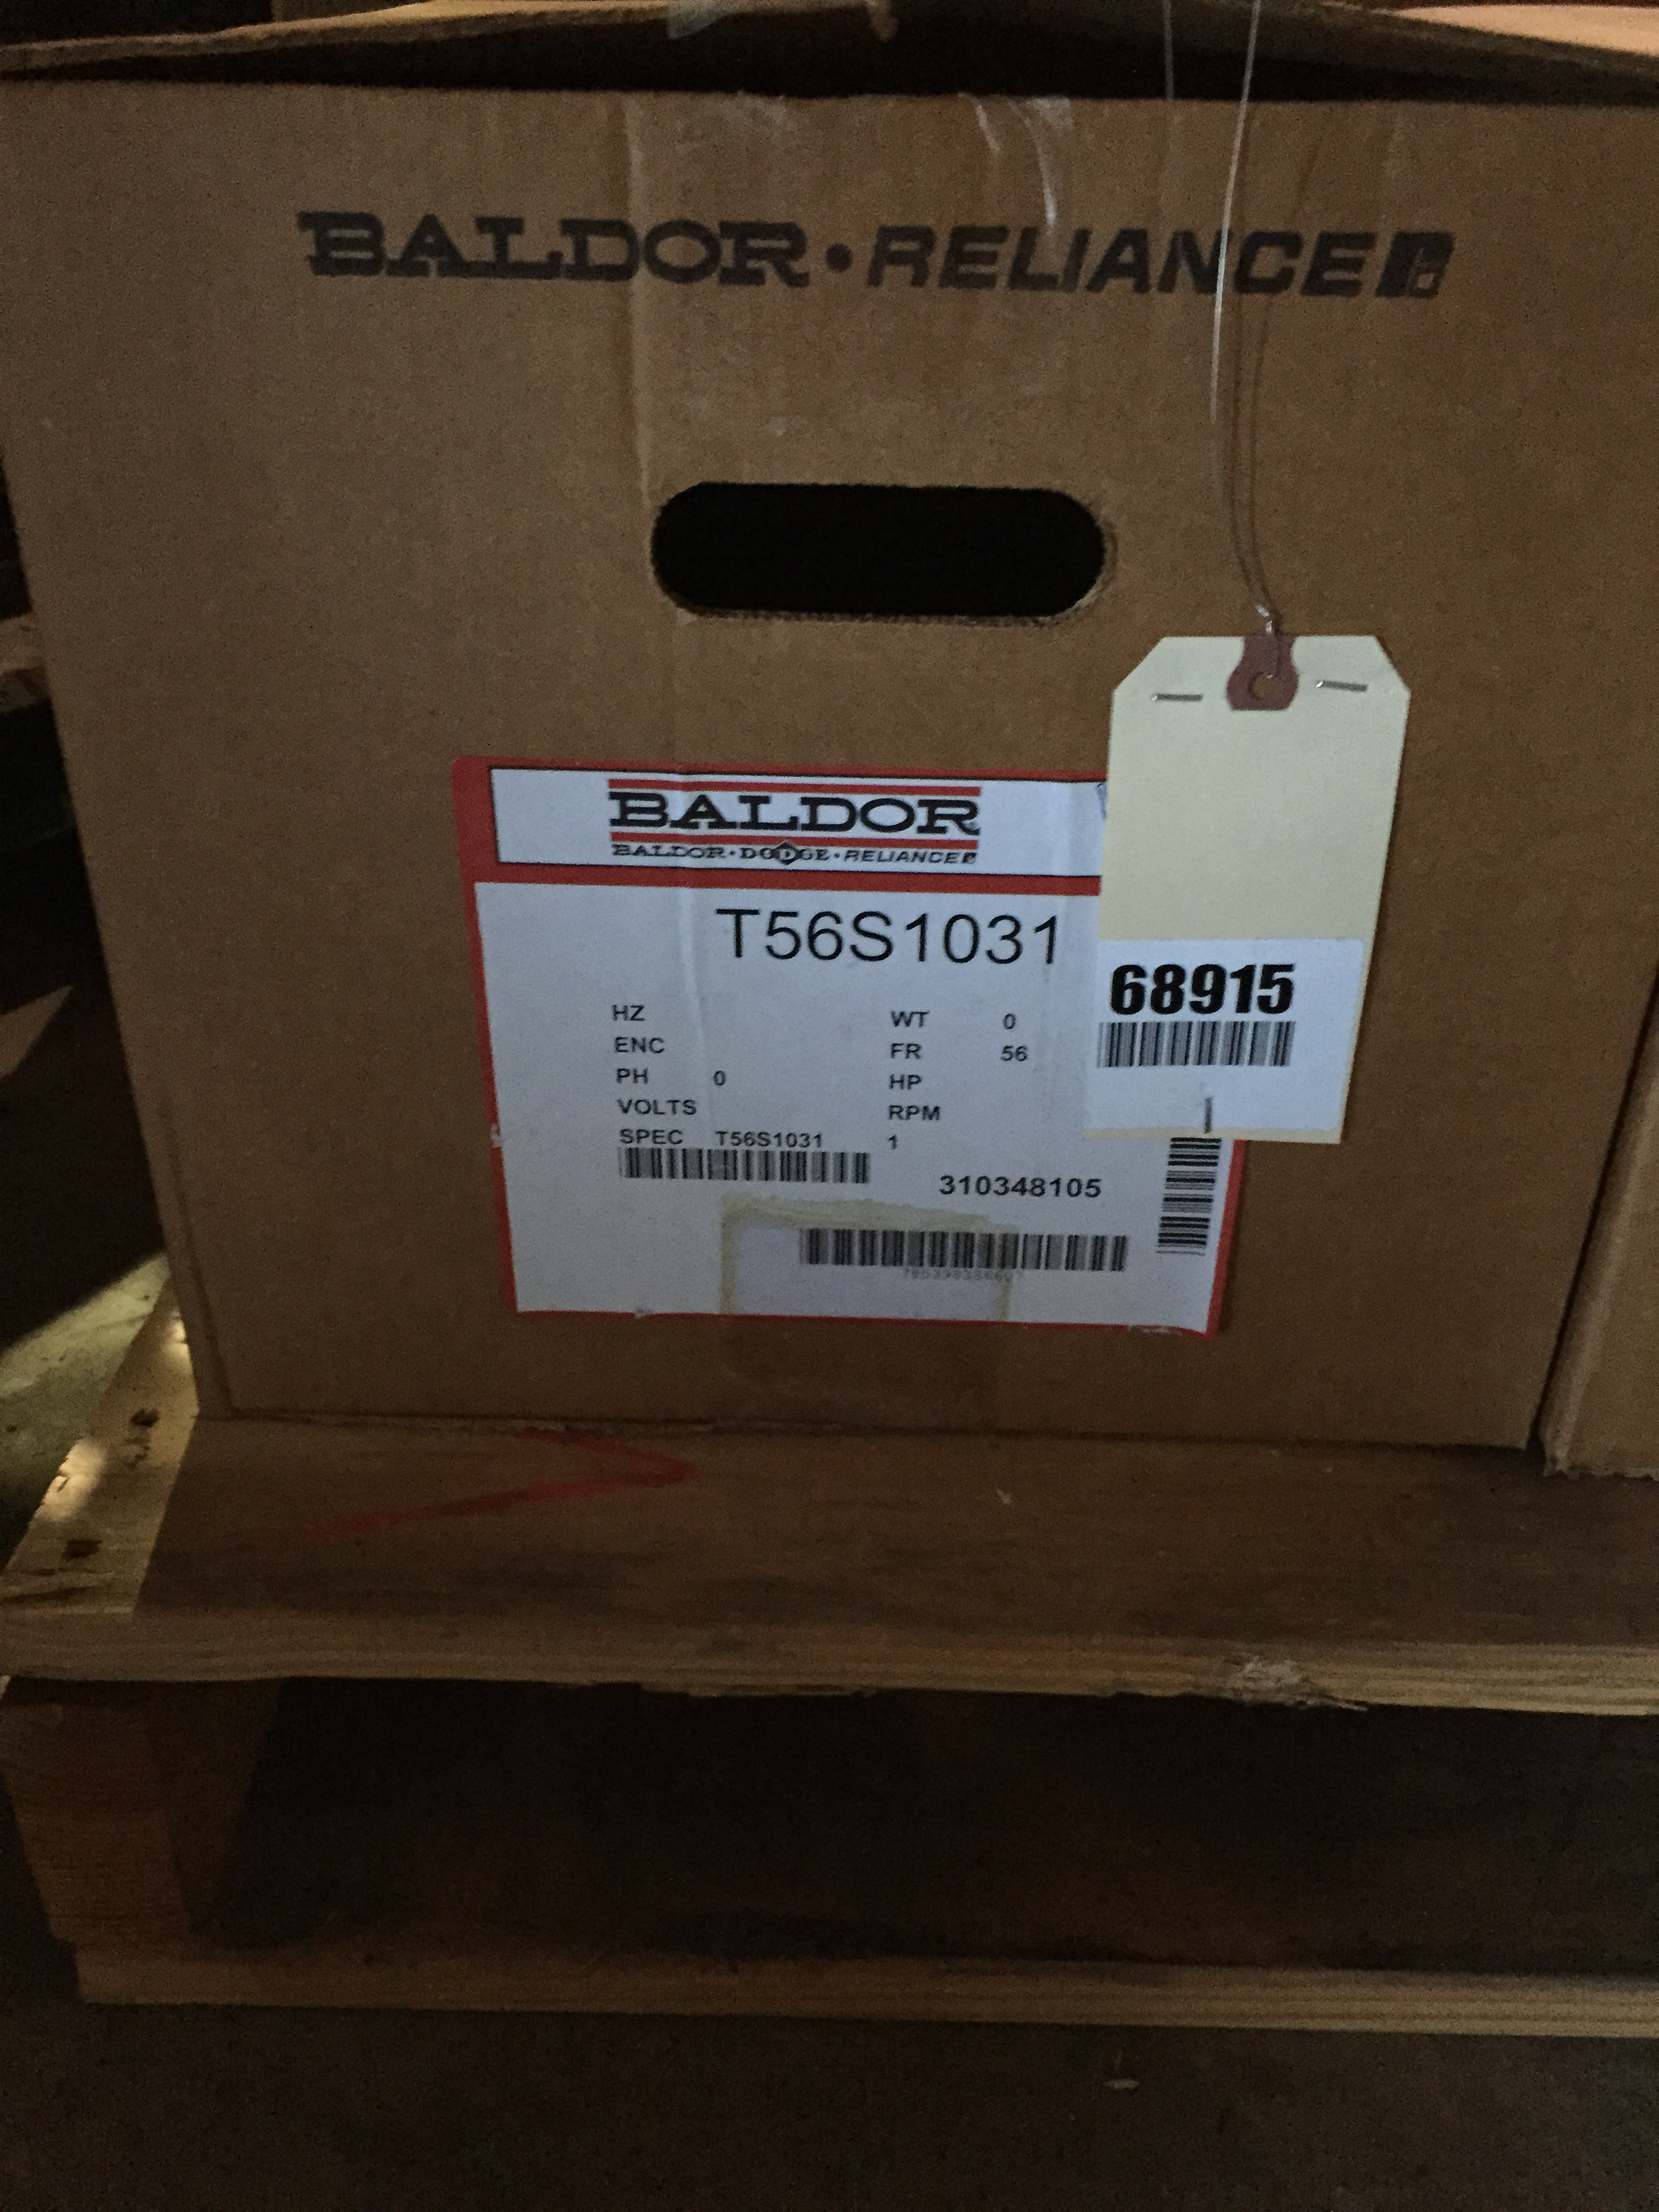 BALDOR • RELIANCE
BALDOR
BALDOR • DODGE • RELIANCE
T56S1031
68915
HZ WT 0
ENC FR 56
PH 0 HP
VOLTS RPM
SPEC T56S1031 1
310348105